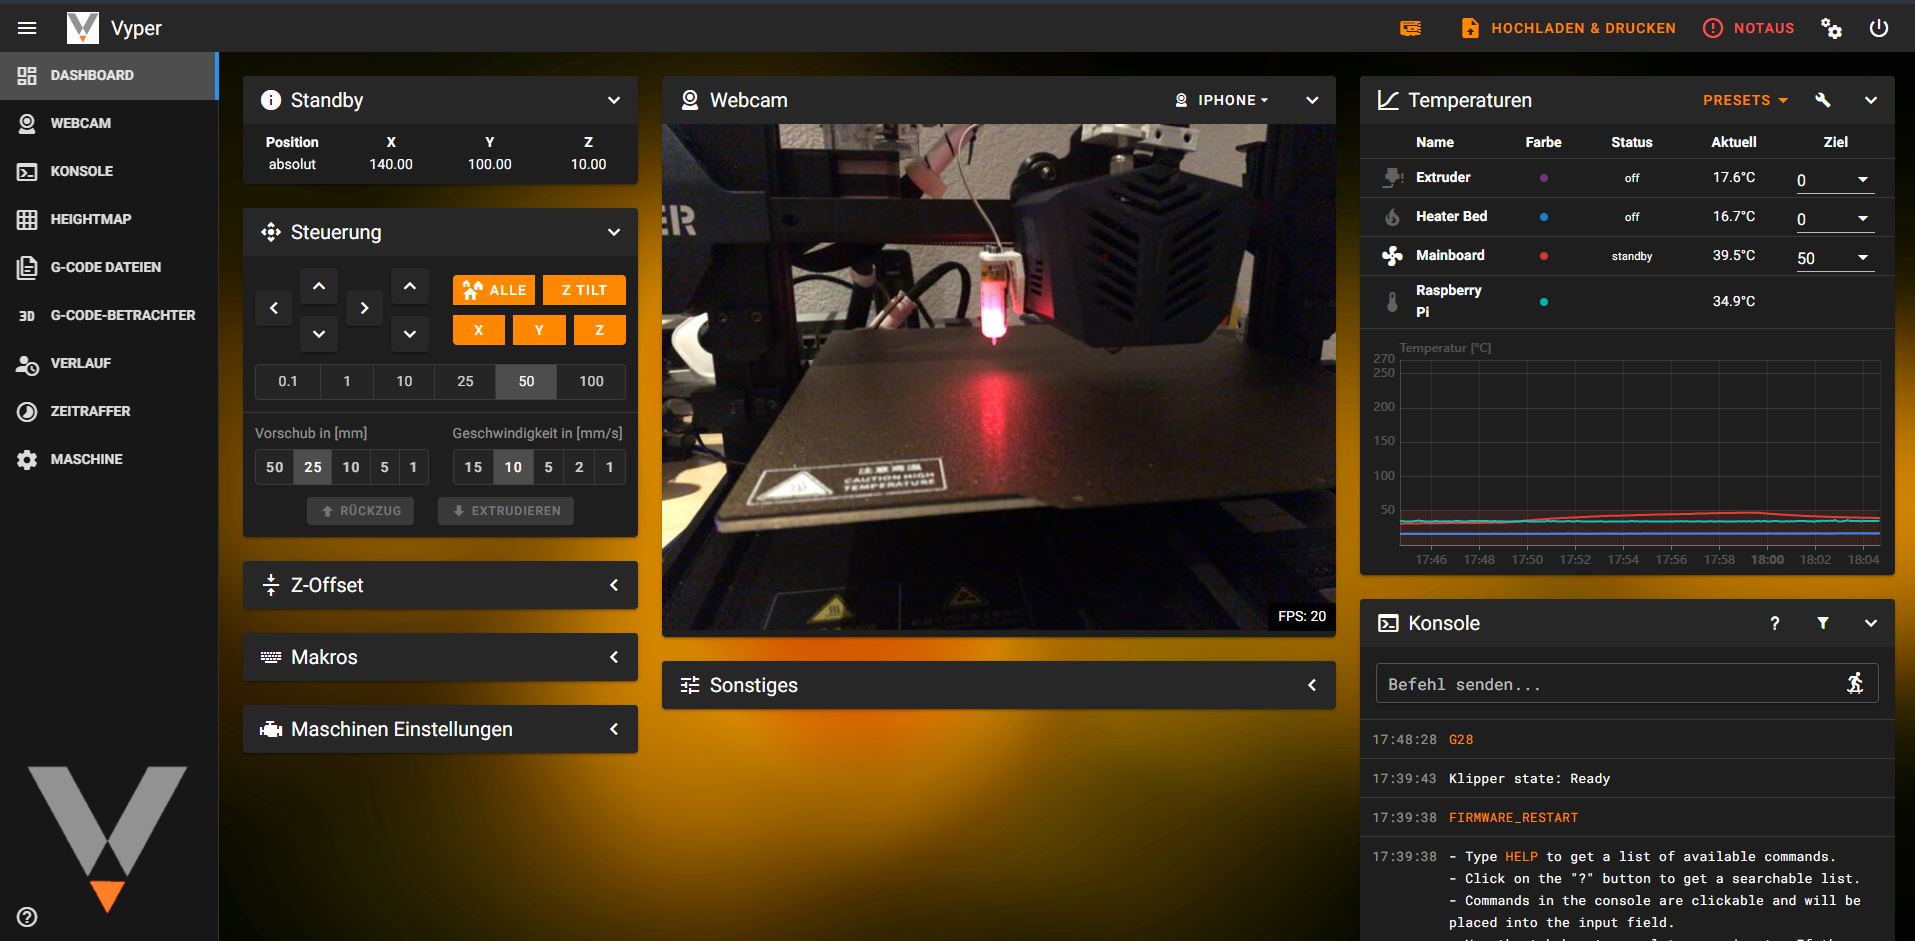 Vyper
HOCHLADEN & DRUCKEN
NOTAUS
DASHBOARD
WEBCAM
KONSOLE
HEIGHTMAP
G-CODE DATEIEN
3D G-CODE-BETRACHTER
VERLAUF
ZEITRAFFER
MASCHINE
Standby
Position X Y Z
absolut 140.00 100.00 10.00
Steuerung
ALLE Z TILT
X Y Z
0.1 1 10 25 50 100
Vorschub in [mm] Geschwindigkeit in [mm/s]
50 25 10 5 1 15 10 5 2 1
RÜCKZUG EXTRUDIEREN
Z-Offset
Makros
Maschinen Einstellungen
Webcam IPHONE
ER
注意高温
CAUTION HIGH
TEMPERATURE
FPS: 20
Sonstiges
Temperaturen PRESETS
Name Farbe Status Aktuell Ziel
Extruder off 17.6°C 0
Heater Bed off 16.7°C 0
Mainboard standby 39.5°C 50
Raspberry
Pi 34.9°C
Temperatur [°C]
270
250
200
150
100
50
17:46 17:48 17:50 17:52 17:54 17:56 17:58 18:00 18:02 18:04
Konsole ?
Befehl senden...
17:48:28 G28
17:39:43 Klipper state: Ready
17:39:38 FIRMWARE_RESTART
17:39:38 - Type HELP to get a list of available commands.
- Click on the "?" button to get a searchable list.
- Commands in the console are clickable and will be
placed into the input field.